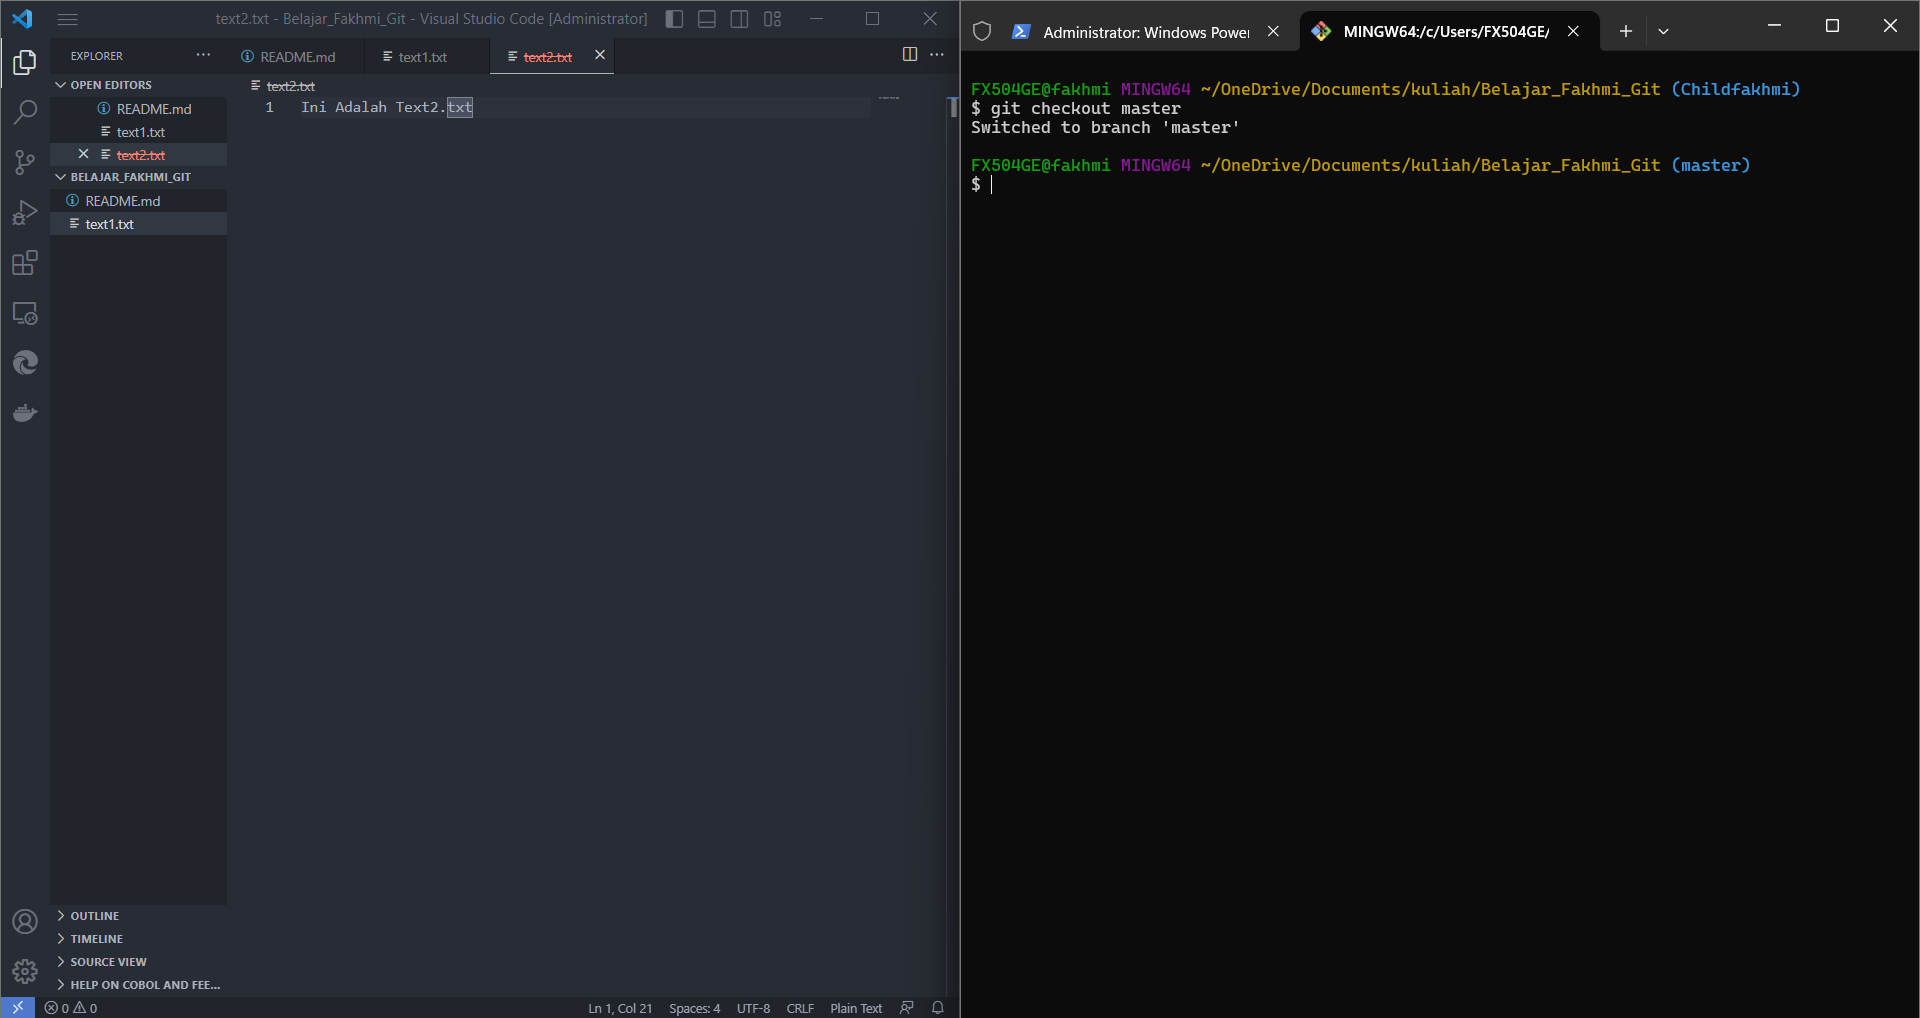 text2.txt - Belajar_Fakhmi_Git - Visual Studio Code [Administrator]
EXPLORER
README.md
text1.txt
text2.txt
OPEN EDITORS
README.md
text1.txt
text2.txt
BELAJAR_FAKHMI_GIT
README.md
text1.txt
text2.txt
1 Ini Adalah Text2.txt
OUTLINE
TIMELINE
SOURCE VIEW
HELP ON COBOL AND FEE...
0 0
Ln 1, Col 21 Spaces: 4 UTF-8 CRLF Plain Text
Administrator: Windows Power
MINGW64:/c/Users/FX504GE/
FX504GE@fakhmi MINGW64 ~/OneDrive/Documents/kuliah/Belajar_Fakhmi_Git (Childfakhmi)
$ git checkout master
Switched to branch 'master'
FX504GE@fakhmi MINGW64 ~/OneDrive/Documents/kuliah/Belajar_Fakhmi_Git (master)
$